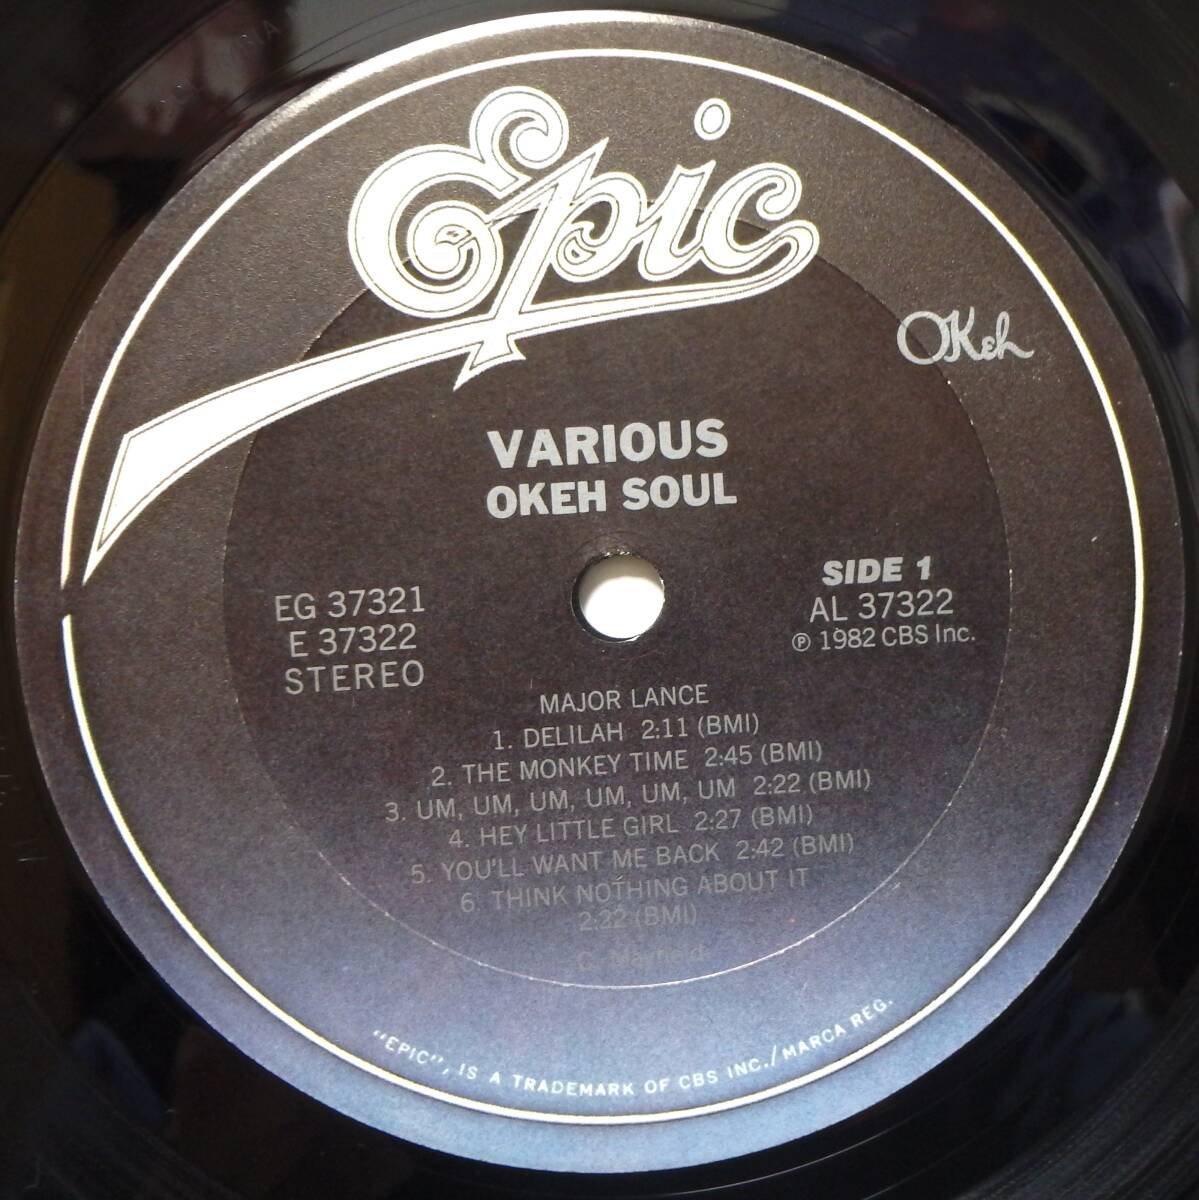 Epic
OKeh
VARIOUS
OKEH SOUL
EG 37321
E 37322
STEREO
SIDE 1
AL 37322
℗ 1982 CBS Inc.
MAJOR LANCE
1. DELILAH 2:11 (BMI)
2. THE MONKEY TIME 2:45 (BMI)
3. UM, UM, UM, UM, UM, UM 2:22 (BMI)
4. HEY LITTLE GIRL 2:27 (BMI)
5. YOU'LL WANT ME BACK 2:42 (BMI)
6. THINK NOTHING ABOUT IT
2:22 (BMI)
C. Mayfield
"EPIC", IS A TRADEMARK OF CBS INC./MARCA REG.